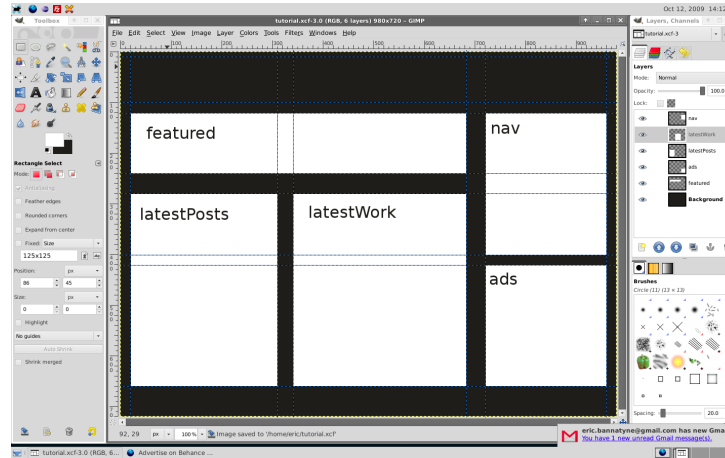 Oct 12, 2009 14:12
Toolbox
tutorial.xcf-3.0 (RGB, 6 layers) 980x720 – GIMP
Layers, Channels
File Edit Select View Image Layer Colors Tools Filters Windows Help
tutorial.xcf-3
Layers
Mode: Normal
Opacity: 100.0
Lock:
nav
latestWork
latestPosts
ads
featured
Background
featured
nav
latestPosts
latestWork
ads
Rectangle Select
Mode:
Antialiasing
Feather edges
Rounded corners
Expand from center
Fixed: Size
125x125
Position: px
86 45
Size: px
0 0
Highlight
No guides
Auto Shrink
Shrink merged
Brushes
Circle (11) (13 × 13)
Spacing: 20.0
92, 29 px 100% Image saved to '/home/eric/tutorial.xcf'
eric.bannatyne@gmail.com has new Gma
You have 1 new unread Gmail message(s).
tutorial.xcf-3.0 (RGB, 6... Advertise on Behance ...